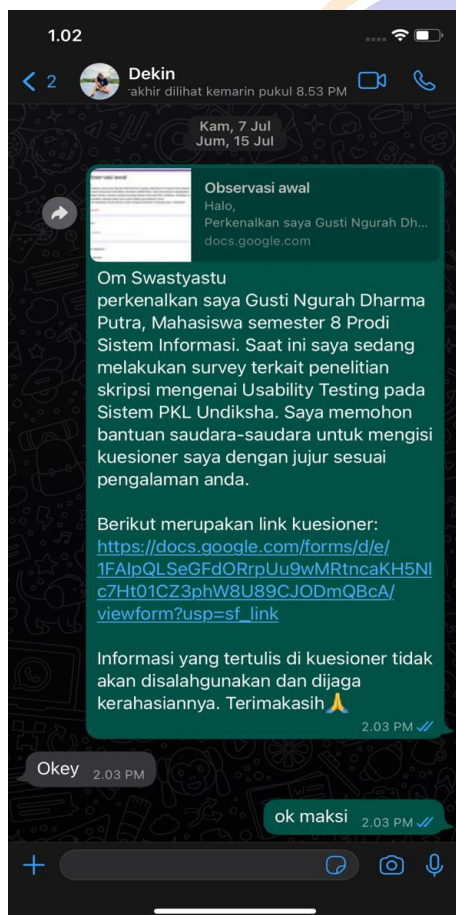 1.02
2
Dekin
akhir dilihat kemarin pukul 8.53 PM
Kam, 7 Jul
Jum, 15 Jul
Observasi awal
Halo,
Perkenalkan saya Gusti Ngurah Dh...
docs.google.com
Om Swastyastu
perkenalkan saya Gusti Ngurah Dharma
Putra, Mahasiswa semester 8 Prodi
Sistem Informasi. Saat ini saya sedang
melakukan survey terkait penelitian
skripsi mengenai Usability Testing pada
Sistem PKL Undiksha. Saya memohon
bantuan saudara-saudara untuk mengisi
kuesioner saya dengan jujur sesuai
pengalaman anda.
Berikut merupakan link kuesioner:
https://docs.google.com/forms/d/e/
1FAIpQLSeGFdORrpUu9wMRtncaKH5Nl
c7Ht01CZ3phW8U89CJODmQBcA/
viewform?usp=sf_link
Informasi yang tertulis di kuesioner tidak
akan disalahgunakan dan dijaga
kerahasiannya. Terimakasih🙏
2.03 PM
Okey 2.03 PM
ok maksi 2.03 PM